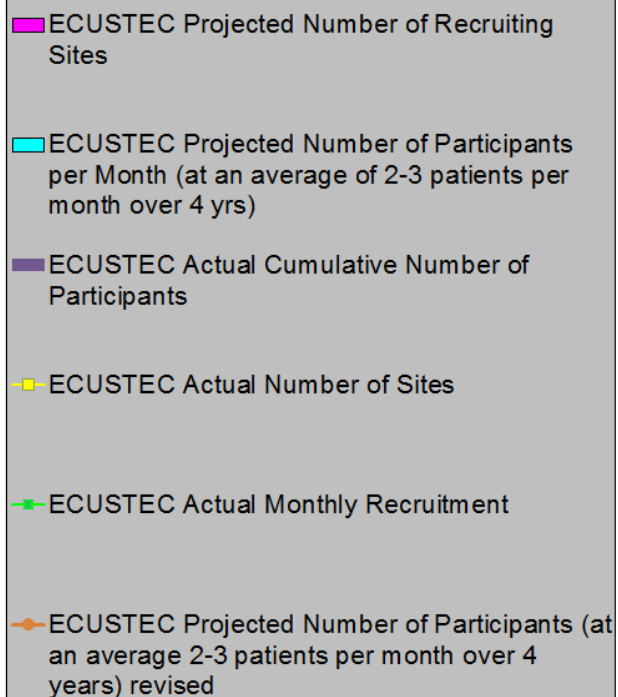 ECUSTEC Projected Number of Recruiting
Sites
ECUSTEC Projected Number of Participants
per Month (at an average of 2-3 patients per
month over 4 yrs)
ECUSTEC Actual Cumulative Number of
Participants
ECUSTEC Actual Number of Sites
ECUSTEC Actual Monthly Recruitment
ECUSTEC Projected Number of Participants (at
an average 2-3 patients per month over 4
years) revised